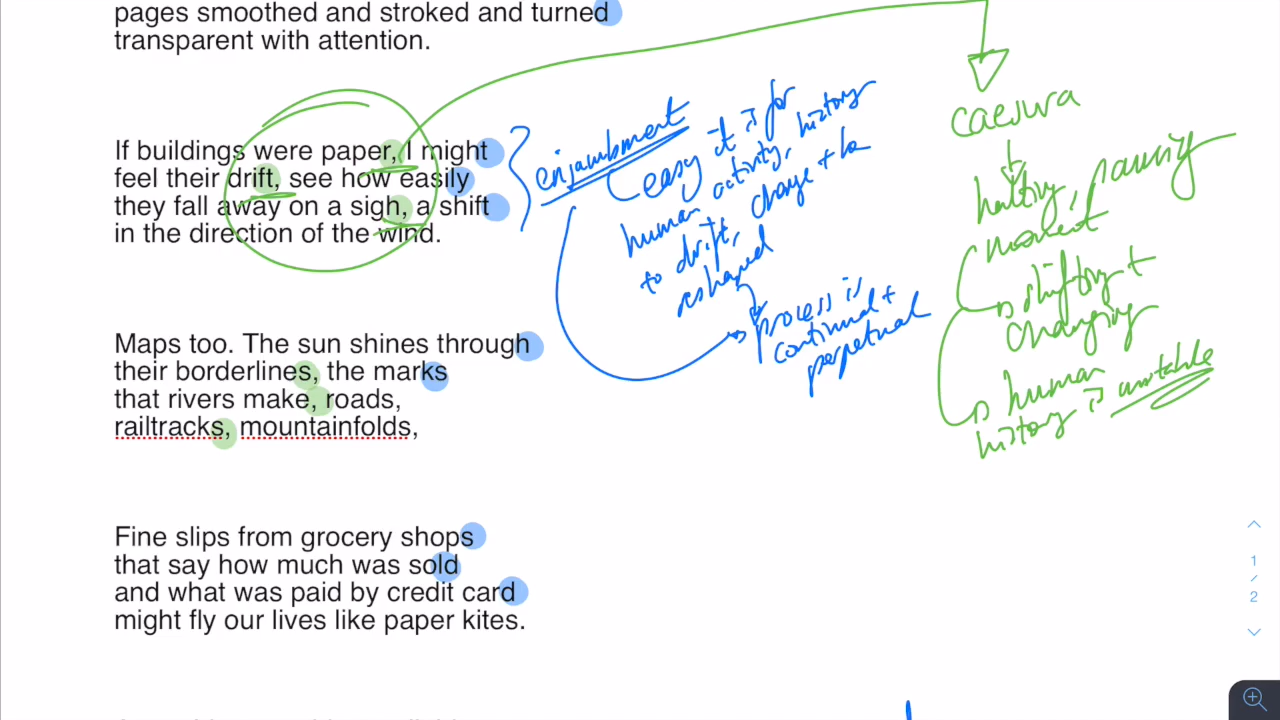 pages smoothed and stroked and turned
transparent with attention.
If buildings were paper, I might
feel their drift, see how easily
they fall away on a sigh, a shift
in the direction of the wind.
Maps too. The sun shines through
their borderlines, the marks
that rivers make, roads,
railtracks, mountainfolds,
Fine slips from grocery shops
that say how much was sold
and what was paid by credit card
might fly our lives like paper kites.
enjambment
easy it is for
human activity, history
to drift, change + be
reshaped
process is
continual +
perpetual
caesura
halting, pausing
moment
shifting +
changing
human
history is unstable
1
/
2